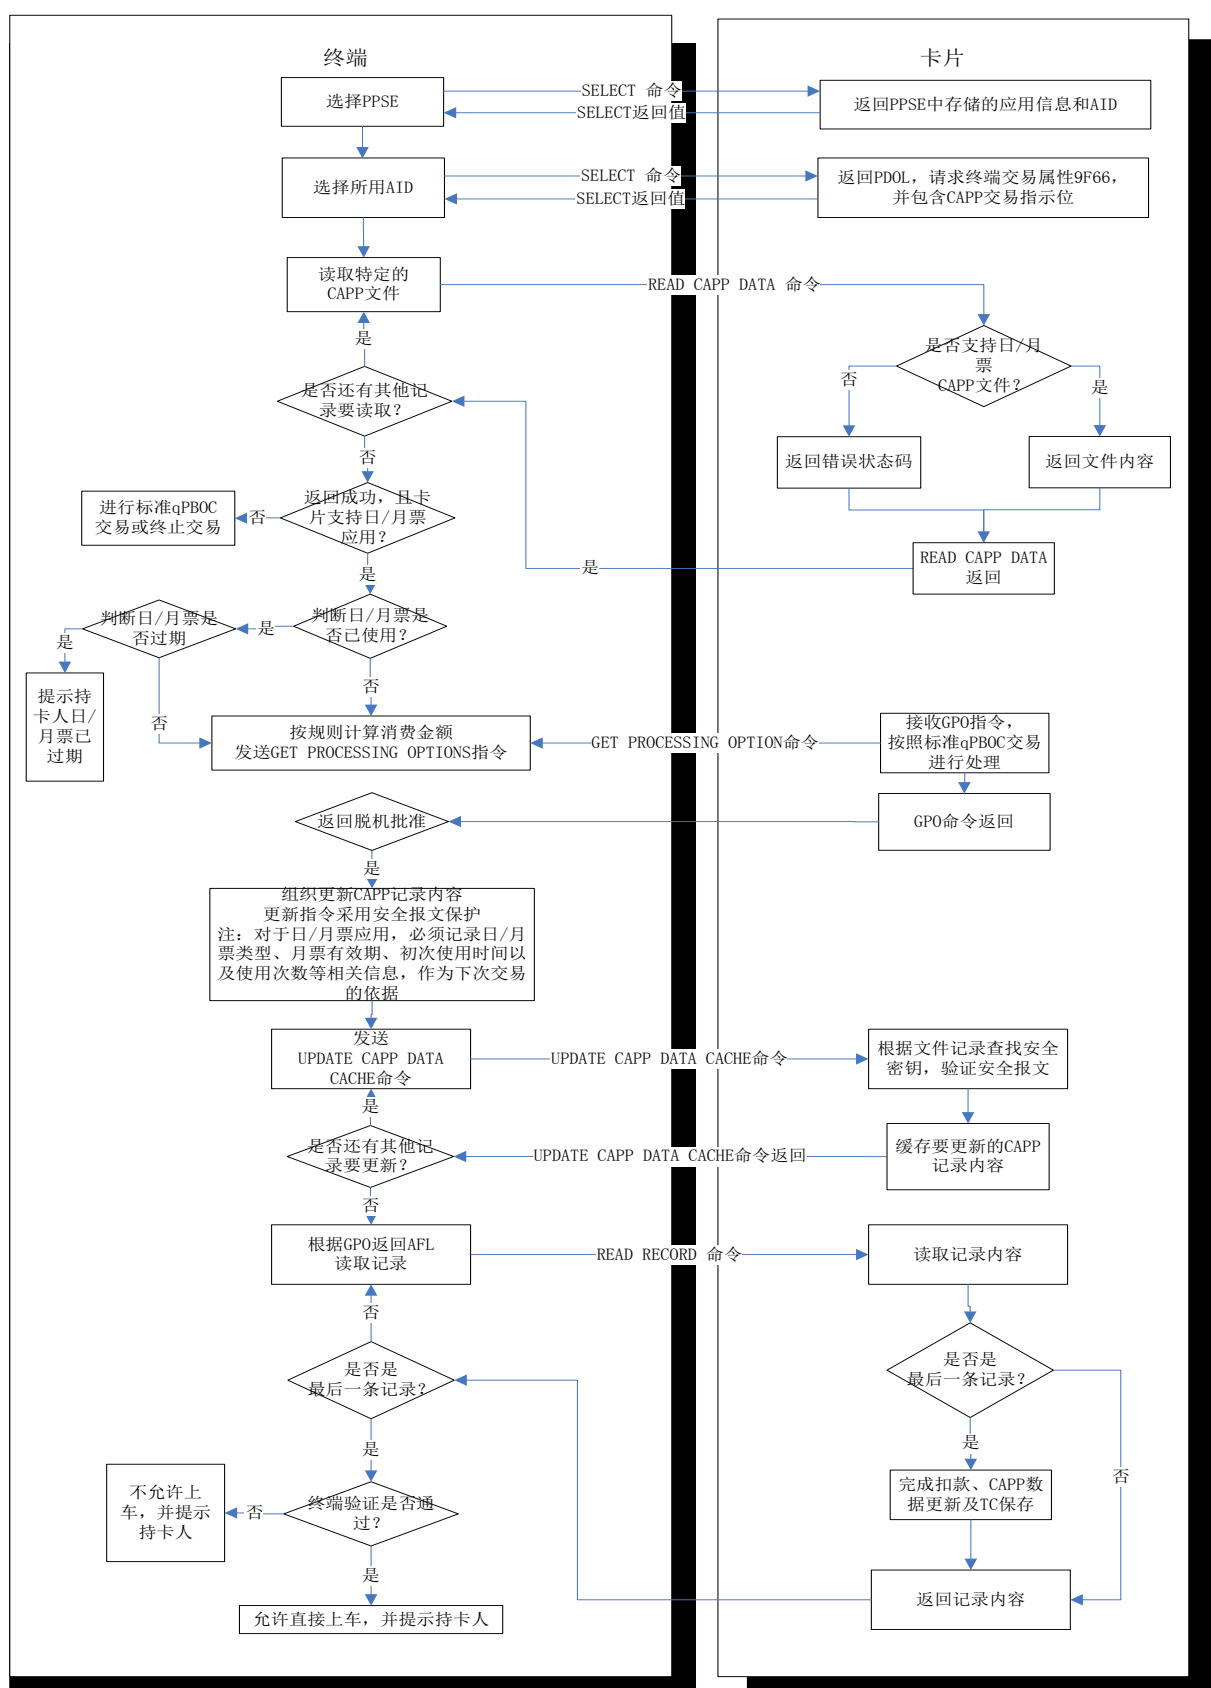 终端
卡片
选择PPSE
SELECT 命令
SELECT返回值
返回PPSE中存储的应用信息和AID
选择所用AID
SELECT 命令
SELECT返回值
返回PDOL，请求终端交易属性9F66，
并包含CAPP交易指示位
读取特定的
CAPP文件
READ CAPP DATA 命令
是
是否支持日/月
票
CAPP文件？
否
是
是否还有其他记
录要读取？
返回错误状态码
返回文件内容
否
返回成功，且卡
片支持日/月票
应用？
否
进行标准qPBOC
交易或终止交易
READ CAPP DATA
返回
是
是
判断日/月票是
否已使用？
是
判断日/月票是
否过期
是
提示持
卡人日/
月票已
过期
否
否
按规则计算消费金额
发送GET PROCESSING OPTIONS指令
GET PROCESSING OPTION命令
接收GPO指令，
按照标准qPBOC交易
进行处理
GPO命令返回
返回脱机批准
是
组织更新CAPP记录内容
更新指令采用安全报文保护
注：对于日/月票应用，必须记录日/月
票类型、月票有效期、初次使用时间以
及使用次数等相关信息，作为下次交易
的依据
发送
UPDATE CAPP DATA
CACHE命令
UPDATE CAPP DATA CACHE命令
根据文件记录查找安全
密钥，验证安全报文
是
是否还有其他记
录要更新？
UPDATE CAPP DATA CACHE命令返回
缓存要更新的CAPP
记录内容
否
根据GPO返回AFL
读取记录
READ RECORD 命令
读取记录内容
否
是否是
最后一条记录？
是否是
最后一条记录？
是
否
是
完成扣款、CAPP数
据更新及TC保存
终端验证是否通
过？
否
不允许上
车，并提示
持卡人
是
返回记录内容
允许直接上车，并提示持卡人